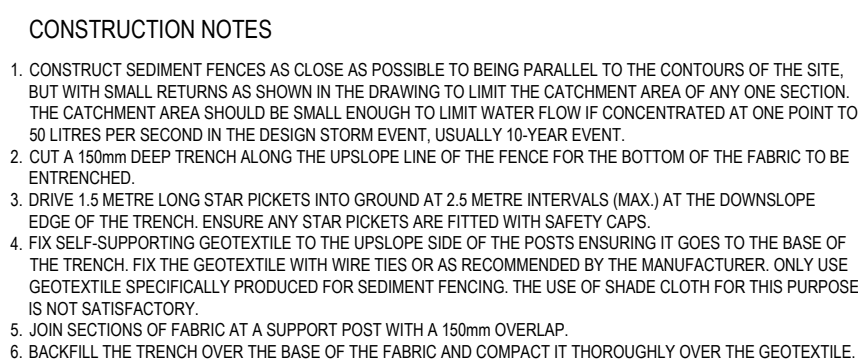 CONSTRUCTION NOTES
1. CONSTRUCT SEDIMENT FENCES AS CLOSE AS POSSIBLE TO BEING PARALLEL TO THE CONTOURS OF THE SITE,
BUT WITH SMALL RETURNS AS SHOWN IN THE DRAWING TO LIMIT THE CATCHMENT AREA OF ANY ONE SECTION.
THE CATCHMENT AREA SHOULD BE SMALL ENOUGH TO LIMIT WATER FLOW IF CONCENTRATED AT ONE POINT TO
50 LITRES PER SECOND IN THE DESIGN STORM EVENT, USUALLY 10-YEAR EVENT.
2. CUT A 150mm DEEP TRENCH ALONG THE UPSLOPE LINE OF THE FENCE FOR THE BOTTOM OF THE FABRIC TO BE
ENTRENCHED.
3. DRIVE 1.5 METRE LONG STAR PICKETS INTO GROUND AT 2.5 METRE INTERVALS (MAX.) AT THE DOWNSLOPE
EDGE OF THE TRENCH. ENSURE ANY STAR PICKETS ARE FITTED WITH SAFETY CAPS.
4. FIX SELF-SUPPORTING GEOTEXTILE TO THE UPSLOPE SIDE OF THE POSTS ENSURING IT GOES TO THE BASE OF
THE TRENCH. FIX THE GEOTEXTILE WITH WIRE TIES OR AS RECOMMENDED BY THE MANUFACTURER. ONLY USE
GEOTEXTILE SPECIFICALLY PRODUCED FOR SEDIMENT FENCING. THE USE OF SHADE CLOTH FOR THIS PURPOSE
IS NOT SATISFACTORY.
5. JOIN SECTIONS OF FABRIC AT A SUPPORT POST WITH A 150mm OVERLAP.
6. BACKFILL THE TRENCH OVER THE BASE OF THE FABRIC AND COMPACT IT THOROUGHLY OVER THE GEOTEXTILE.